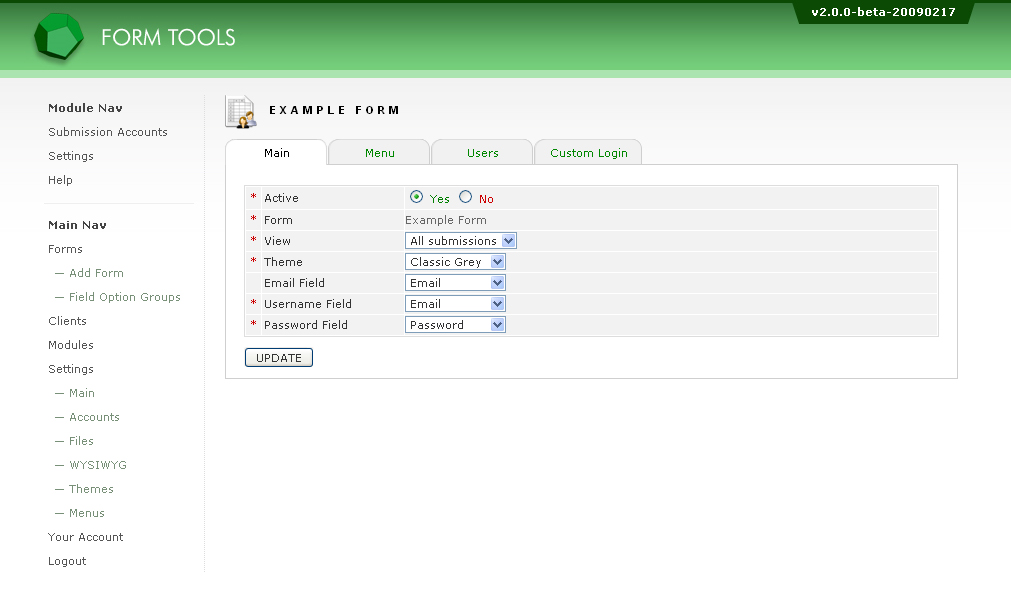 v2.0.0-beta-20090217
FORM TOOLS
Module Nav
Submission Accounts
Settings
Help
Main Nav
Forms
— Add Form
— Field Option Groups
Clients
Modules
Settings
— Main
— Accounts
— Files
— WYSIWYG
— Themes
— Menus
Your Account
Logout
EXAMPLE FORM
Main Menu Users Custom Login
* Active Yes No
* Form Example Form
* View All submissions
* Theme Classic Grey
Email Field Email
* Username Field Email
* Password Field Password
UPDATE